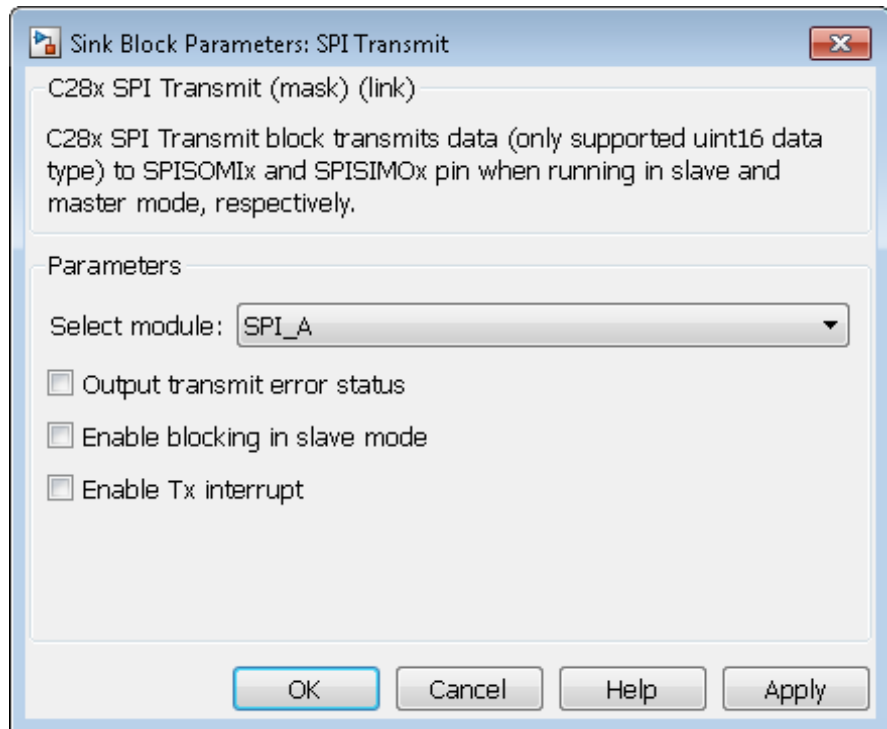 Sink Block Parameters: SPI Transmit
C28x SPI Transmit (mask) (link)
C28x SPI Transmit block transmits data (only supported uint16 data
type) to SPISOMIx and SPISIMOx pin when running in slave and
master mode, respectively.
Parameters
Select module: SPI_A
Output transmit error status
Enable blocking in slave mode
Enable Tx interrupt
OK Cancel Help Apply